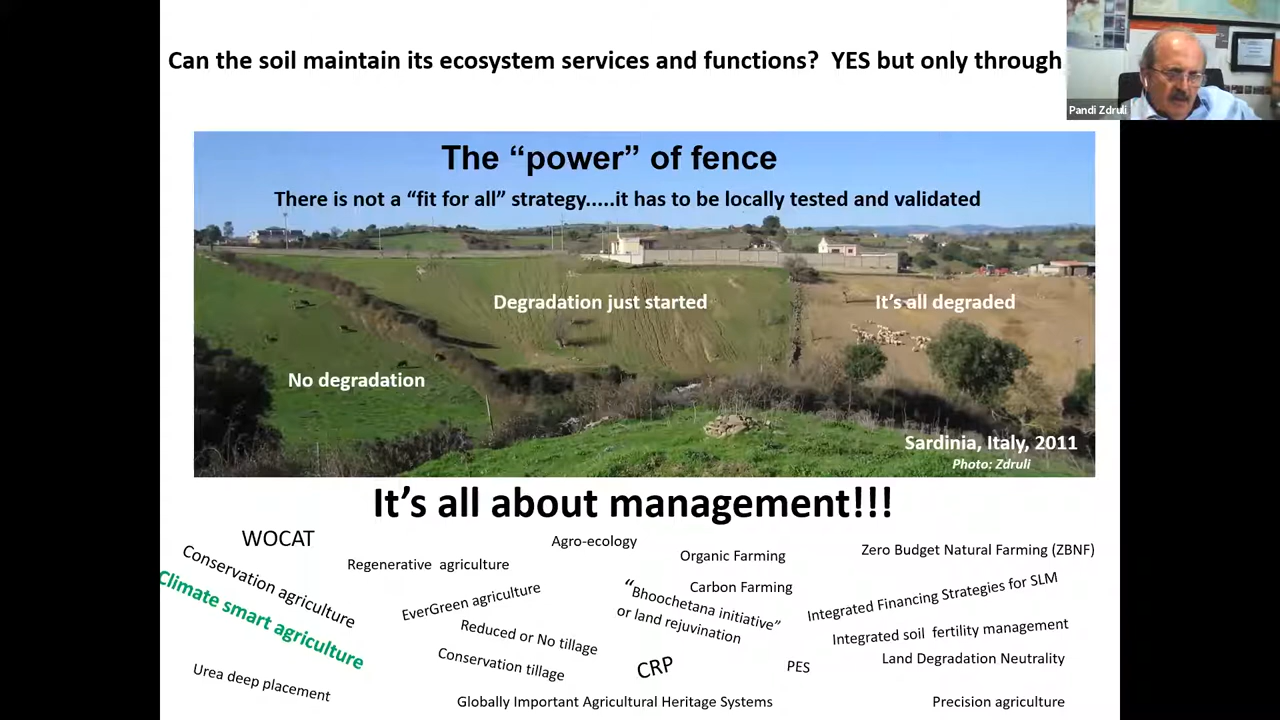 Can the soil maintain its ecosystem services and functions? YES but only through
Pandi Zdruli
The “power” of fence
There is not a “fit for all” strategy.....it has to be locally tested and validated
Degradation just started
It’s all degraded
No degradation
Sardinia, Italy, 2011
Photo: Zdruli
It’s all about management!!!
WOCAT
Agro-ecology
Organic Farming
Zero Budget Natural Farming (ZBNF)
Conservation agriculture
Regenerative agriculture
Carbon Farming
Climate smart agriculture
EverGreen agriculture
“Bhoochetana initiative”
or land rejuvination
Integrated Financing Strategies for SLM
Reduced or No tillage
Integrated soil fertility management
Conservation tillage
CRP
PES
Land Degradation Neutrality
Urea deep placement
Globally Important Agricultural Heritage Systems
Precision agriculture